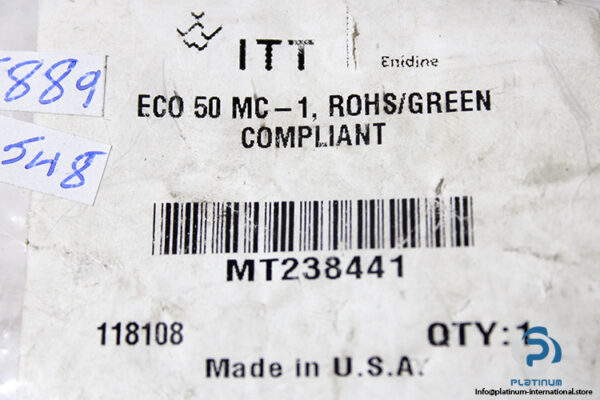 ITT
Enidine
5889
ECO 50 MC-1, ROHS/GREEN
COMPLIANT
548
MT238441
118108
QTY: 1
Made in U.S.A.
PLATINUM
Info@platinum-international.store